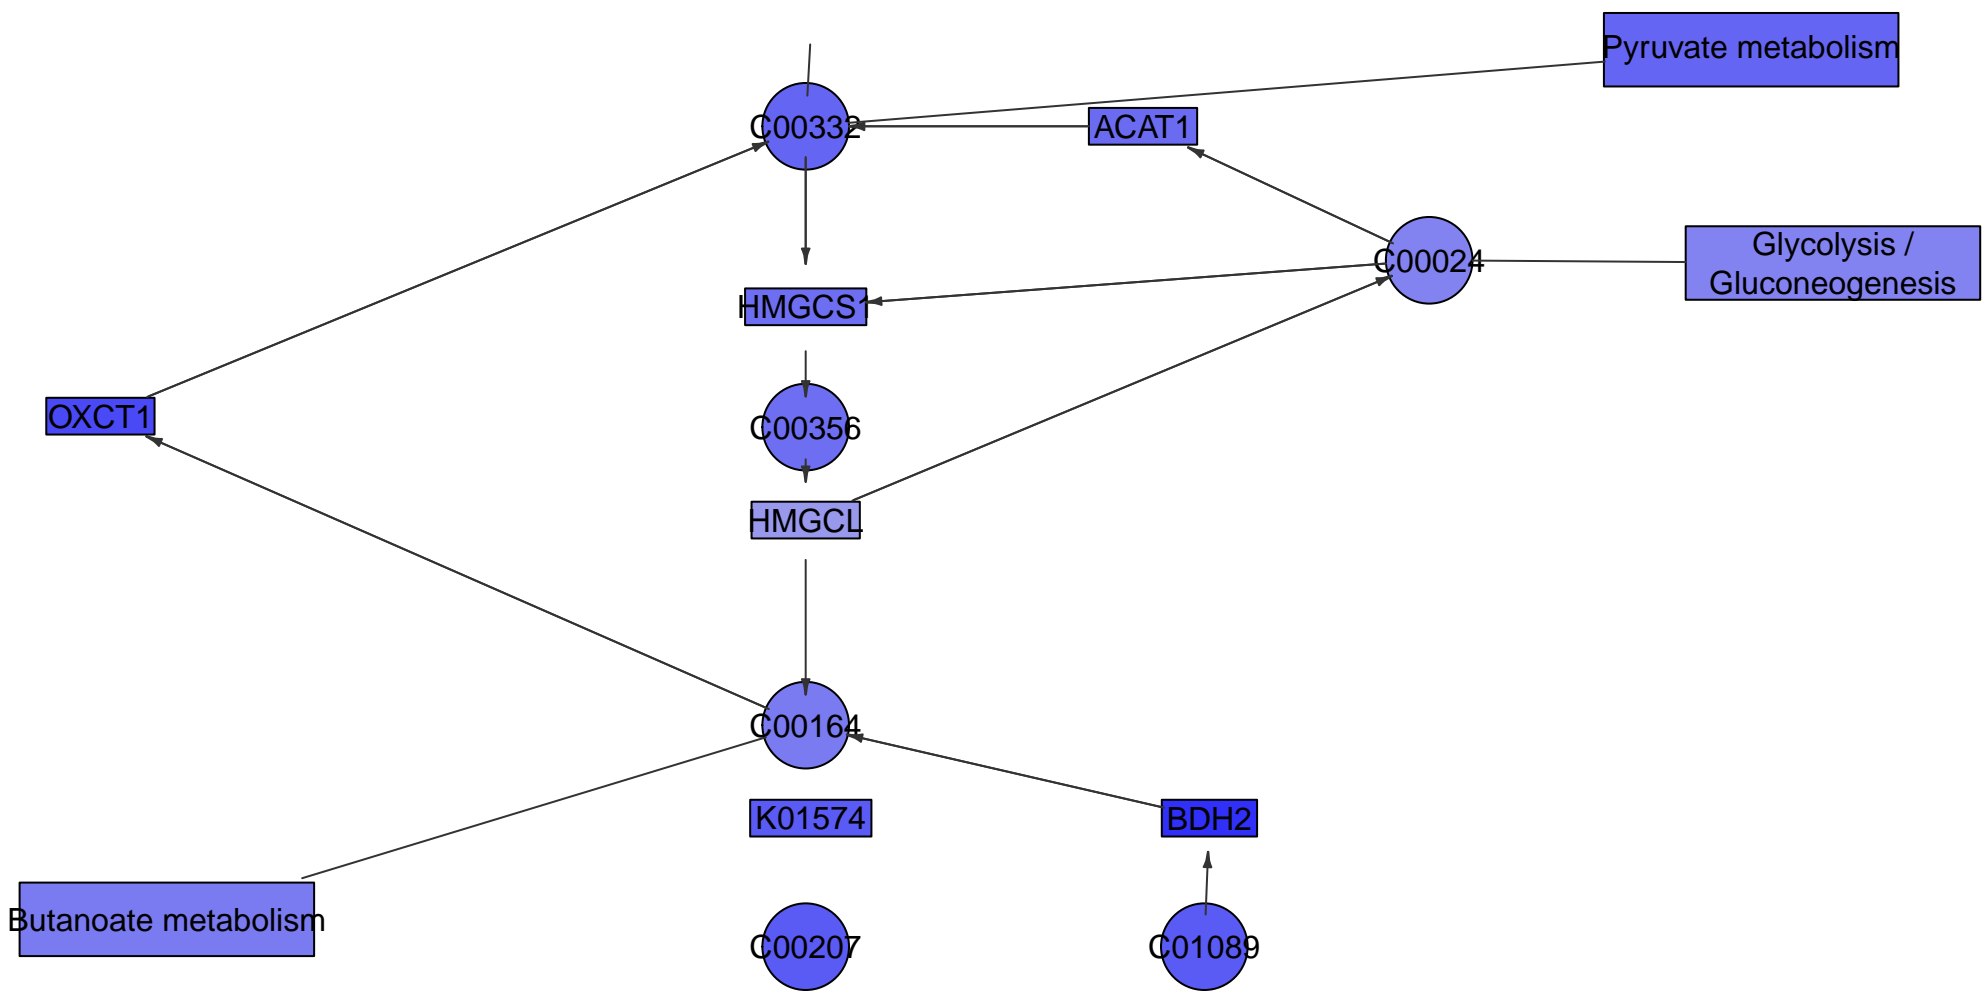 Pyruvate metabolism
C00332
ACAT1
Glycolysis /
Gluconeogenesis
C00024
HMGCS1
OXCT1
C00356
HMGCL
C00164
K01574
BDH2
Butanoate metabolism
C00207
C01089